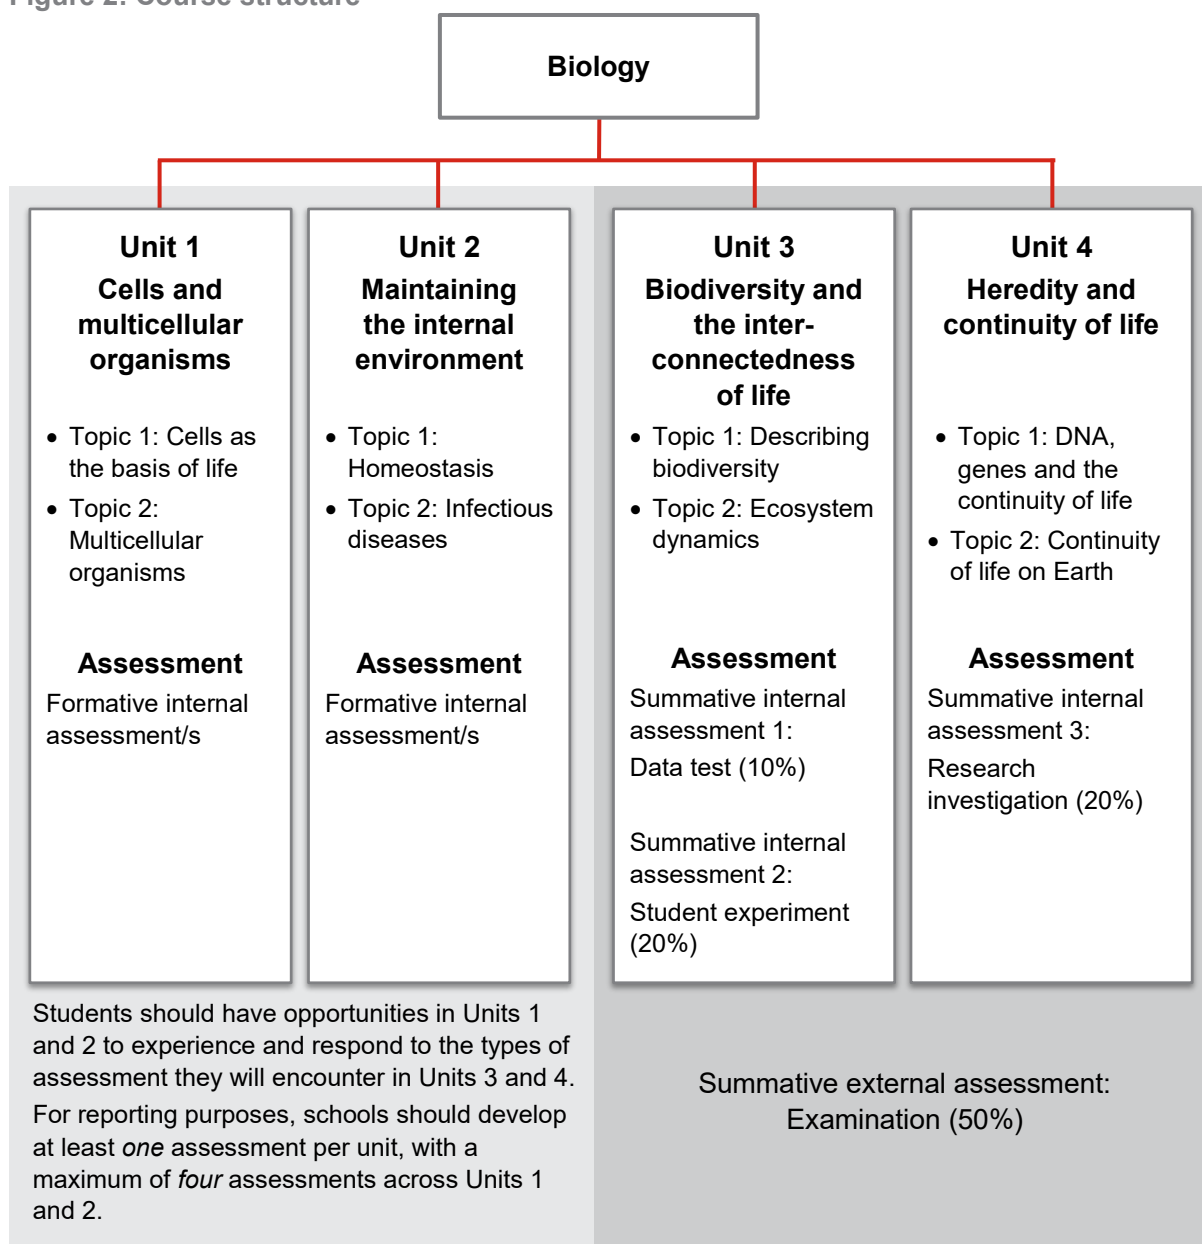 Figure 2: Course structure
Biology
Unit 1
Cells and
multicellular
organisms
• Topic 1: Cells as
the basis of life
• Topic 2:
Multicellular
organisms
Assessment
Formative internal
assessment/s
Unit 2
Maintaining
the internal
environment
• Topic 1:
Homeostasis
• Topic 2: Infectious
diseases
Assessment
Formative internal
assessment/s
Unit 3
Biodiversity and
the inter-
connectedness
of life
• Topic 1: Describing
biodiversity
• Topic 2: Ecosystem
dynamics
Assessment
Summative internal
assessment 1:
Data test (10%)
Summative internal
assessment 2:
Student experiment
(20%)
Unit 4
Heredity and
continuity of life
• Topic 1: DNA,
genes and the
continuity of life
• Topic 2: Continuity
of life on Earth
Assessment
Summative internal
assessment 3:
Research
investigation (20%)
Students should have opportunities in Units 1
and 2 to experience and respond to the types of
assessment they will encounter in Units 3 and 4.
For reporting purposes, schools should develop
at least one assessment per unit, with a
maximum of four assessments across Units 1
and 2.
Summative external assessment:
Examination (50%)